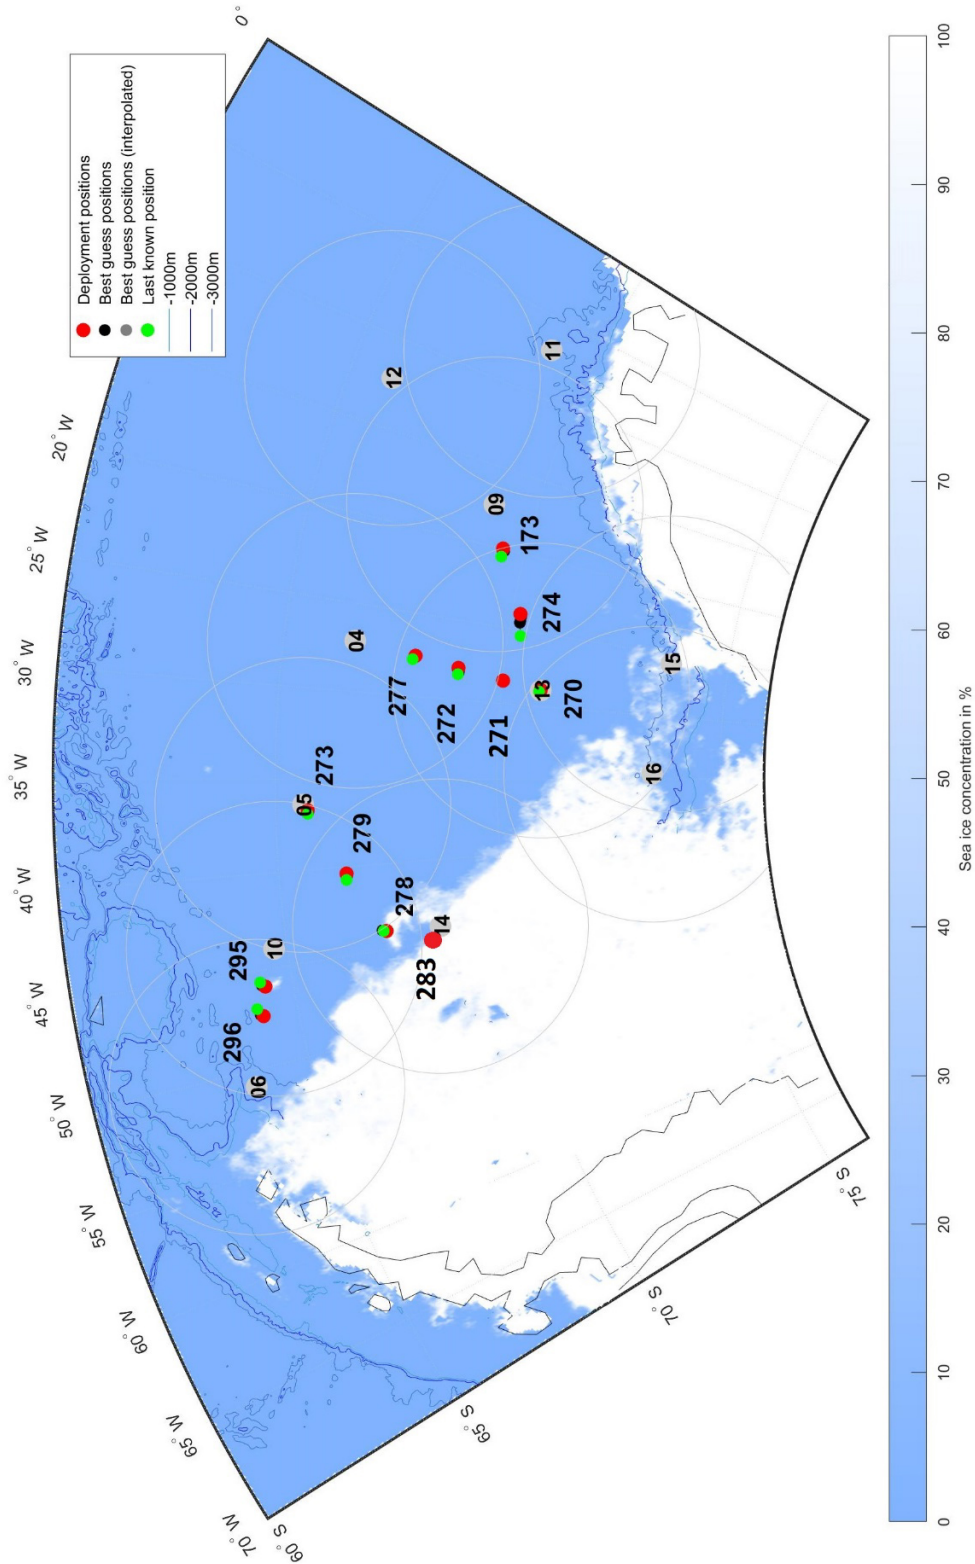 0° W
20° W
25° W
30° W
35° W
40° W
45° W
50° W
55° W
60° W
65° W
70° W
60° S
65° S
70° S
75° S
Deployment positions
Best guess positions
Best guess positions (interpolated)
Last known position
-1000m
-2000m
-3000m
12
11
09
173
04
274
277
272
271
13
270
15
16
05
273
279
278
14
283
10
295
296
06
0
10
20
30
40
50
60
70
80
90
100
Sea ice concentration in %